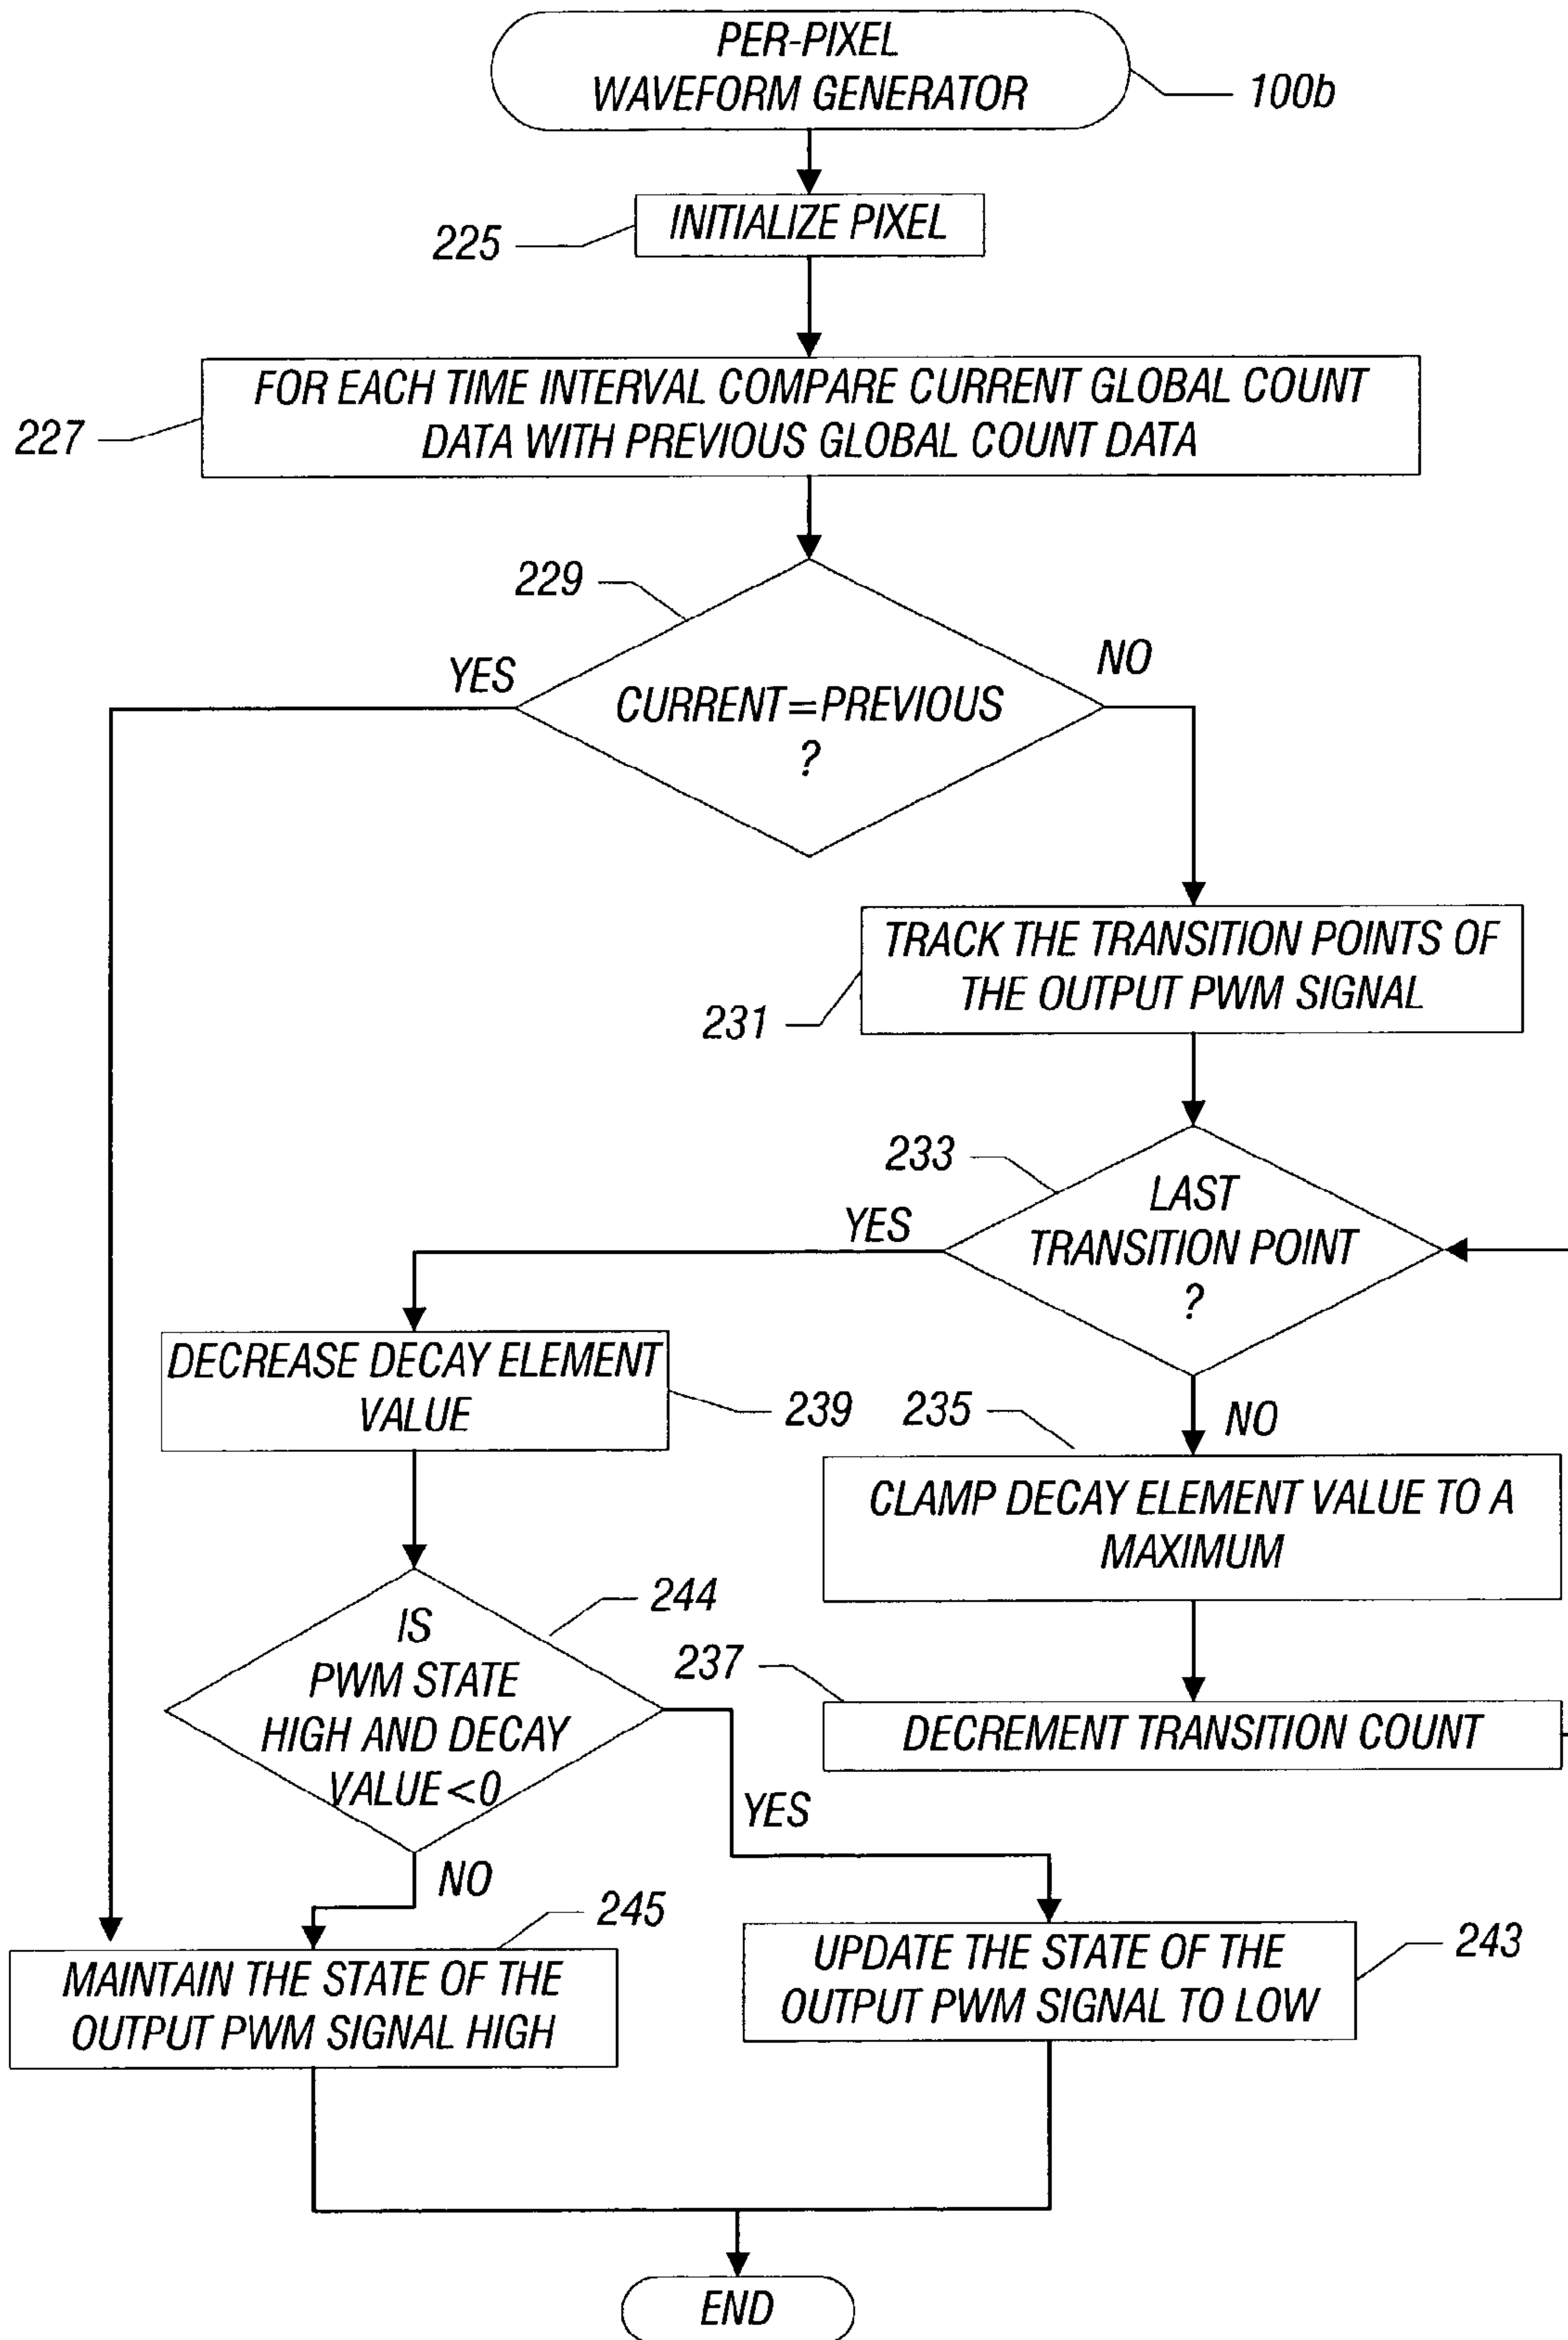 PER-PIXEL
WAVEFORM GENERATOR
100b
INITIALIZE PIXEL
225
FOR EACH TIME INTERVAL COMPARE CURRENT GLOBAL COUNT
DATA WITH PREVIOUS GLOBAL COUNT DATA
227
229
YES
NO
CURRENT=PREVIOUS
?
TRACK THE TRANSITION POINTS OF
THE OUTPUT PWM SIGNAL
231
233
YES
LAST
TRANSITION POINT
?
DECREASE DECAY ELEMENT
VALUE
239
235
NO
CLAMP DECAY ELEMENT VALUE TO A
MAXIMUM
244
IS
PWM STATE
HIGH AND DECAY
VALUE<0
237
DECREMENT TRANSITION COUNT
YES
NO
245
MAINTAIN THE STATE OF THE
OUTPUT PWM SIGNAL HIGH
UPDATE THE STATE OF THE
OUTPUT PWM SIGNAL TO LOW
243
END